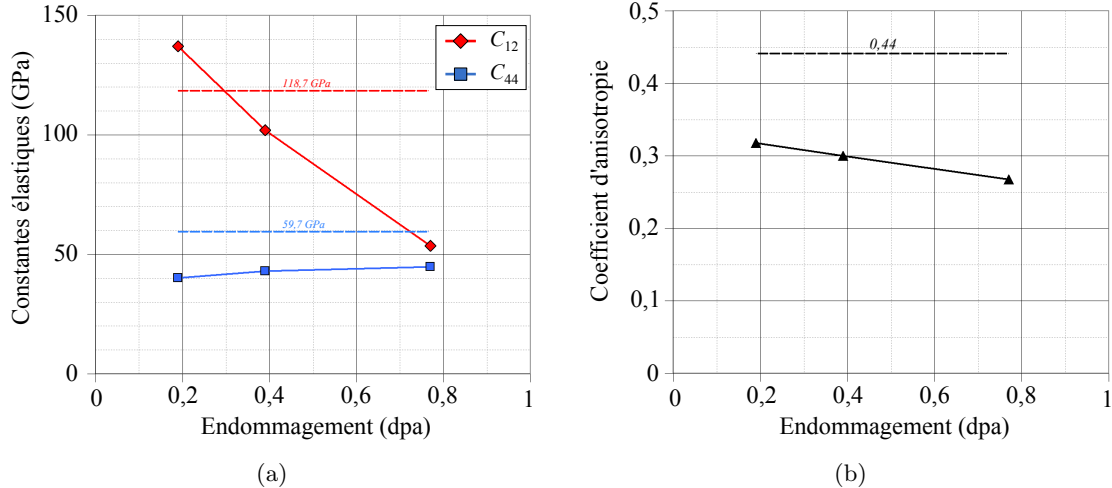 Constantes élastiques (GPa)
150
100
50
0
C12
C44
118,7 GPa
59,7 GPa
0
0,2
0,4
0,6
0,8
1
Endommagement (dpa)
(a)
Coefficient d'anisotropie
0,5
0,4
0,3
0,2
0,1
0
0,44
0
0,2
0,4
0,6
0,8
1
Endommagement (dpa)
(b)